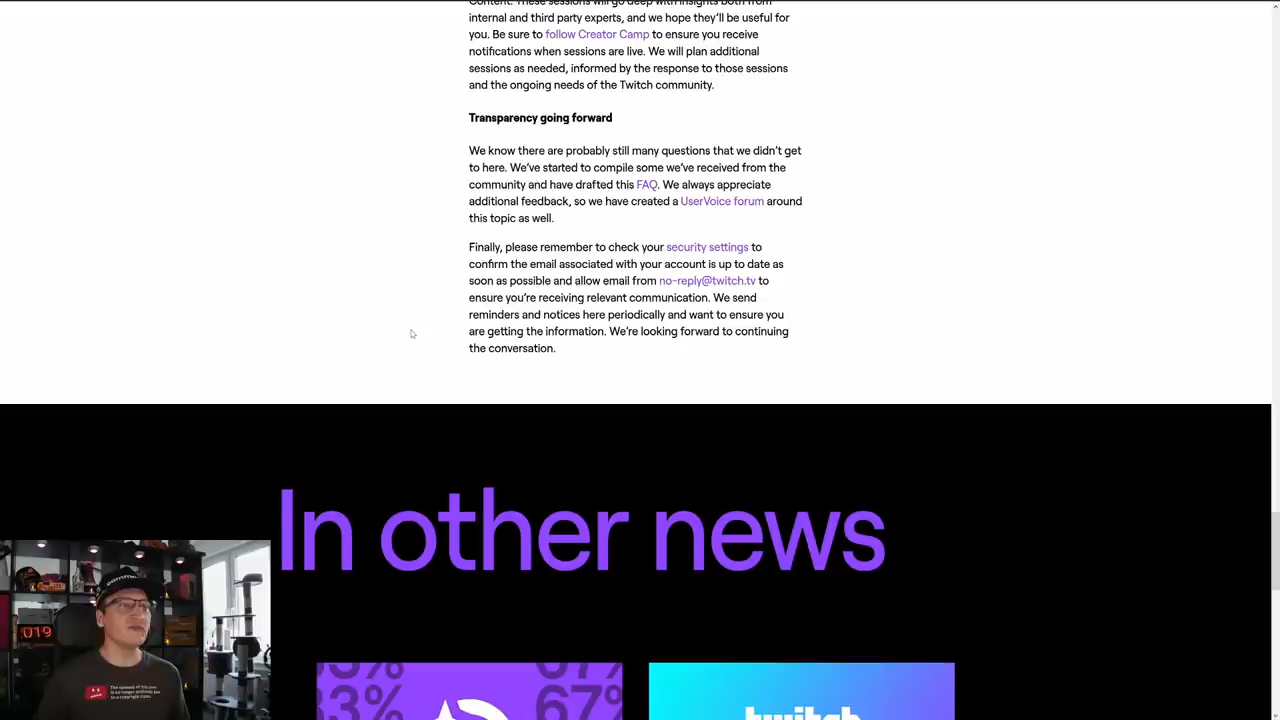 Content. These sessions will go deep with insights both from
internal and third party experts, and we hope they'll be useful for
you. Be sure to follow Creator Camp to ensure you receive
notifications when sessions are live. We will plan additional
sessions as needed, informed by the response to those sessions
and the ongoing needs of the Twitch community.
Transparency going forward
We know there are probably still many questions that we didn't get
to here. We've started to compile some we've received from the
community and have drafted this FAQ. We always appreciate
additional feedback, so we have created a UserVoice forum around
this topic as well.
Finally, please remember to check your security settings to
confirm the email associated with your account is up to date as
soon as possible and allow email from no-reply@twitch.tv to
ensure you're receiving relevant communication. We send
reminders and notices here periodically and want to ensure you
are getting the information. We're looking forward to continuing
the conversation.
In other news
019
3%
67%
twitch